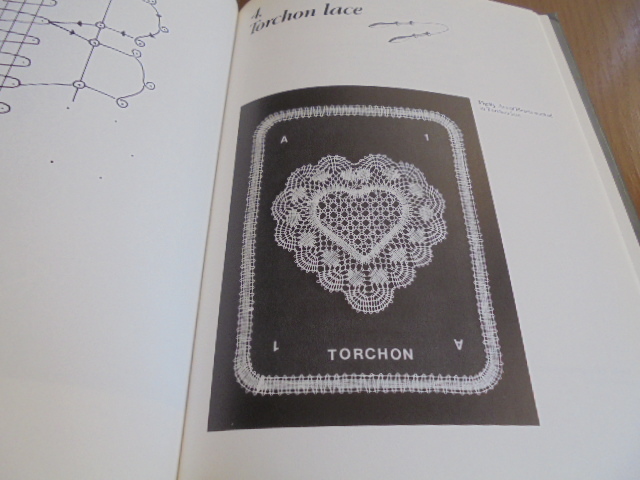 4.
Torchon lace
A 1
1 A
TORCHON